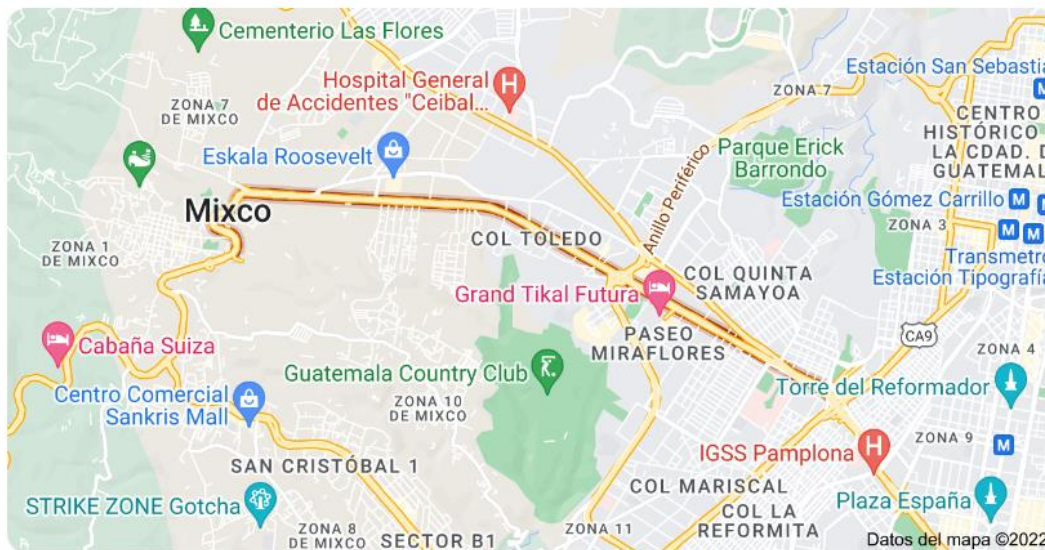 Cementerio Las Flores
Hospital General
de Accidentes "Ceibal...
ZONA 7
DE MIXCO
ZONA 7
Estación San Sebastia
CENTRO
HISTÓRICO
LA CDAD. D
GUATEMAL
Eskala Roosevelt
Parque Erick
Barrondo
Anillo Periférico
Estación Gómez Carrillo
Mixco
ZONA 3
ZONA 1
DE MIXCO
COL TOLEDO
Transmetro
Estación Tipografía
COL QUINTA
SAMAYOA
Grand Tikal Futura
PASEO
MIRAFLORES
CA9
Cabaña Suiza
ZONA 4
Guatemala Country Club
Torre del Reformador
Centro Comercial
Sankris Mall
ZONA 10
DE MIXCO
ZONA 9
SAN CRISTÓBAL 1
IGSS Pamplona
COL MARISCAL
STRIKE ZONE Gotcha
Plaza España
COL LA
REFORMITA
ZONA 8
DE MIXCO
SECTOR B1
ZONA 11
Datos del mapa ©2022